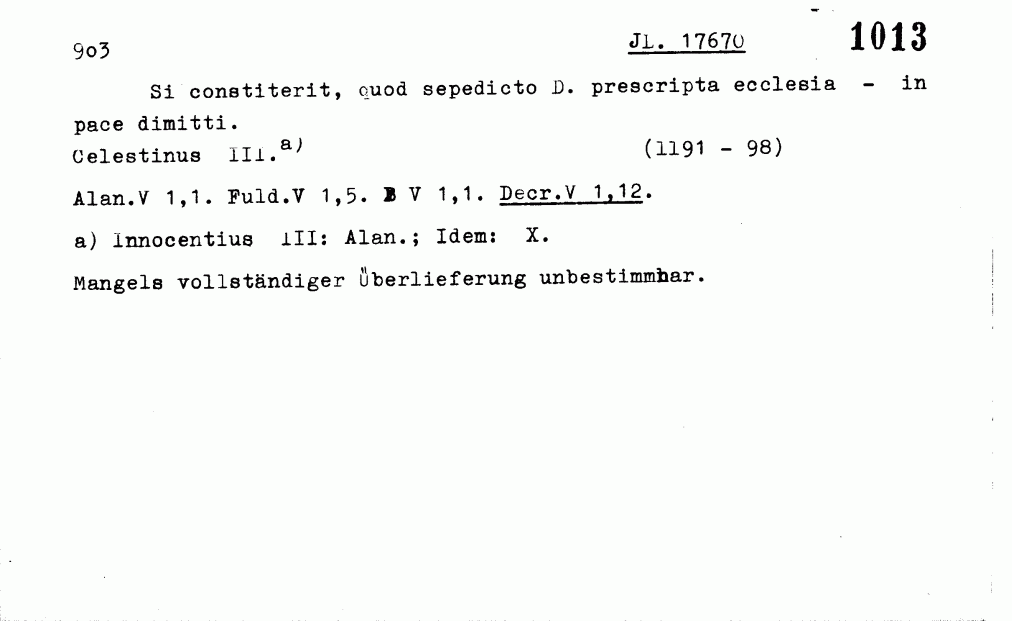 903 JL. 17670 1013
Si constiterit, quod sepedicto D. prescripta ecclesia - in
pace dimitti.
Celestinus III.a) (1191 - 98)
Alan.V 1,1. Fuld.V 1,5. B V 1,1. Decr.V 1,12.
a) Innocentius III: Alan.; Idem: X.
Mangels vollständiger Überlieferung unbestimmbar.